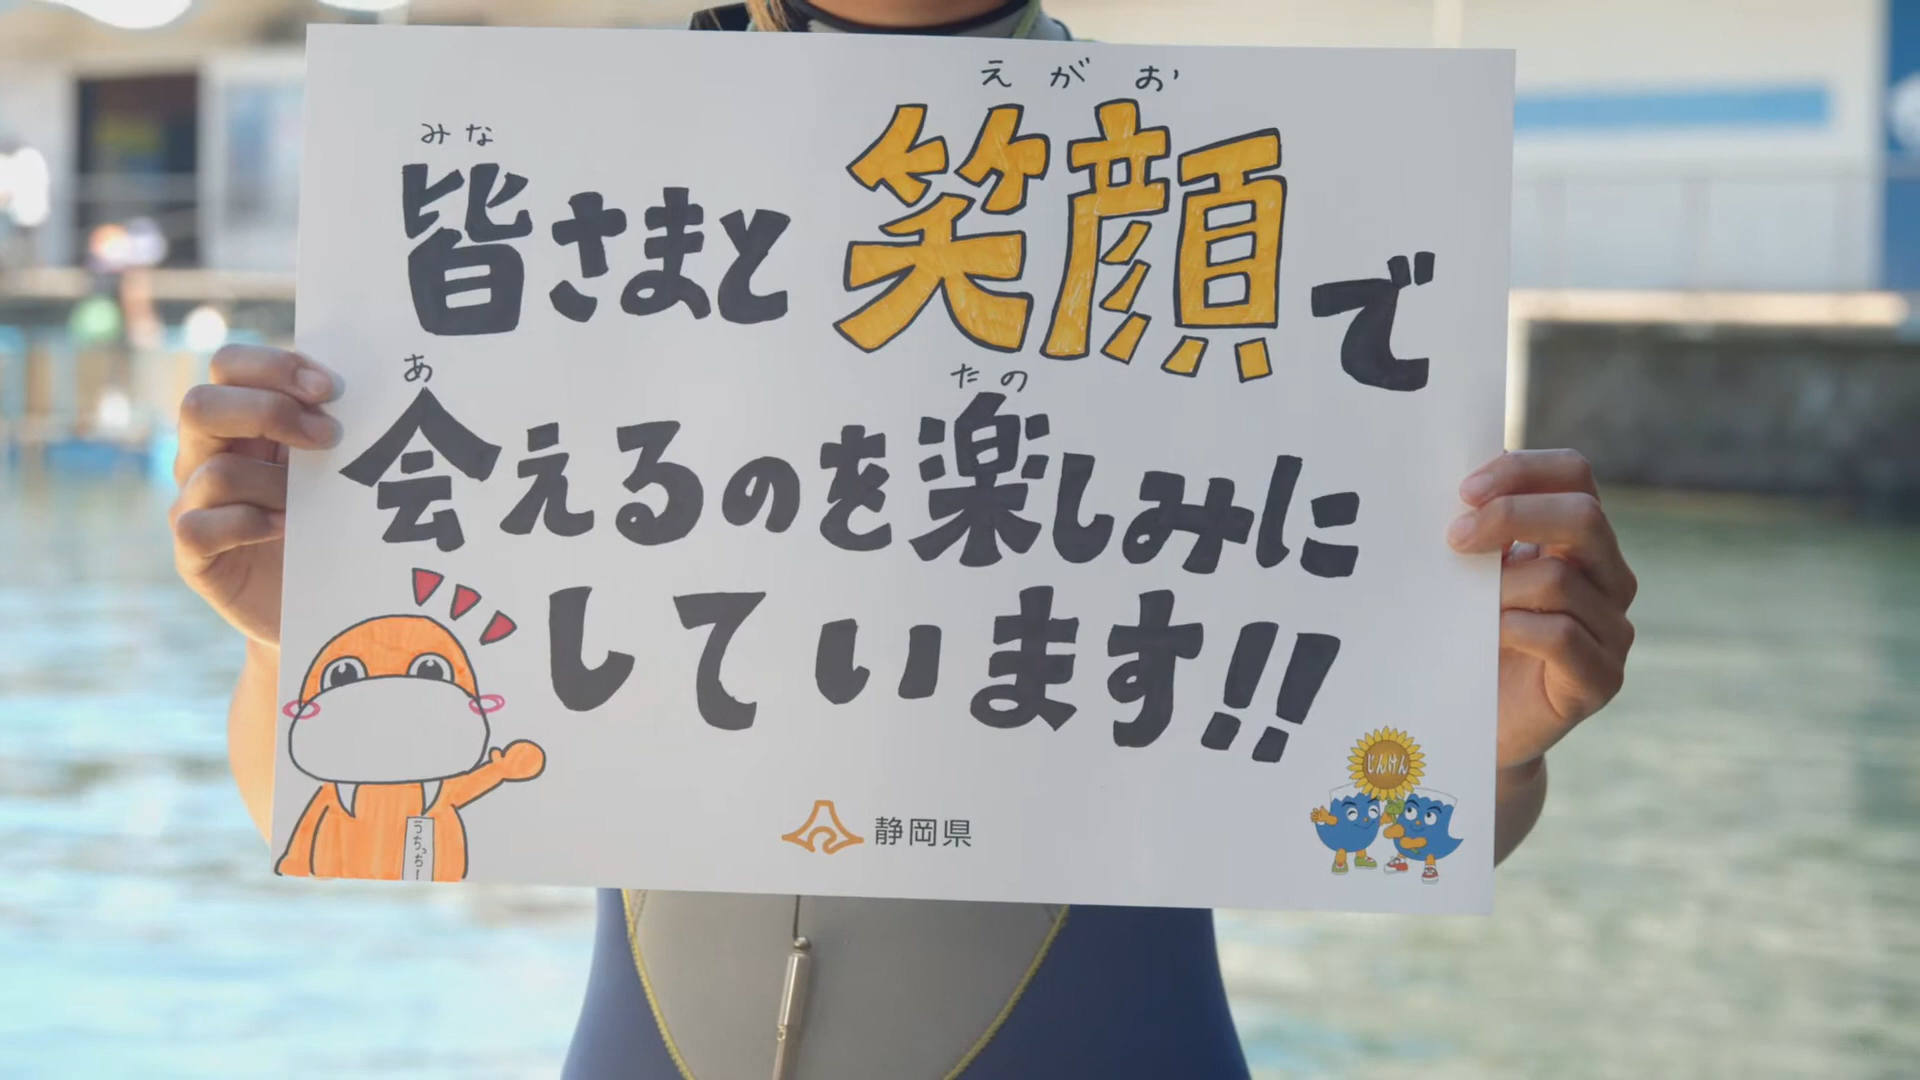 えがお
みな
皆さまと笑顔で
あ
たの
会えるのを楽しみに
しています!!
じんけん
うちっちー
静岡県